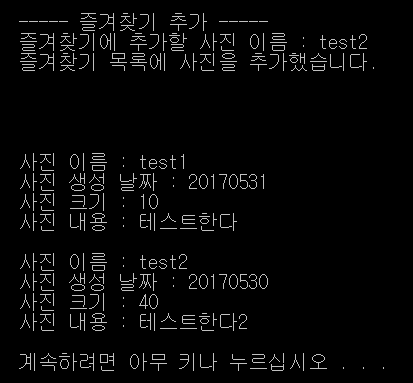 ----- 즐겨찾기 추가 -----
즐겨찾기에 추가할 사진 이름 : test2
즐겨찾기 목록에 사진을 추가했습니다.
사진 이름 : test1
사진 생성 날짜 : 20170531
사진 크기 : 10
사진 내용 : 테스트한다
사진 이름 : test2
사진 생성 날짜 : 20170530
사진 크기 : 40
사진 내용 : 테스트한다2
계속하려면 아무 키나 누르십시오 . . .